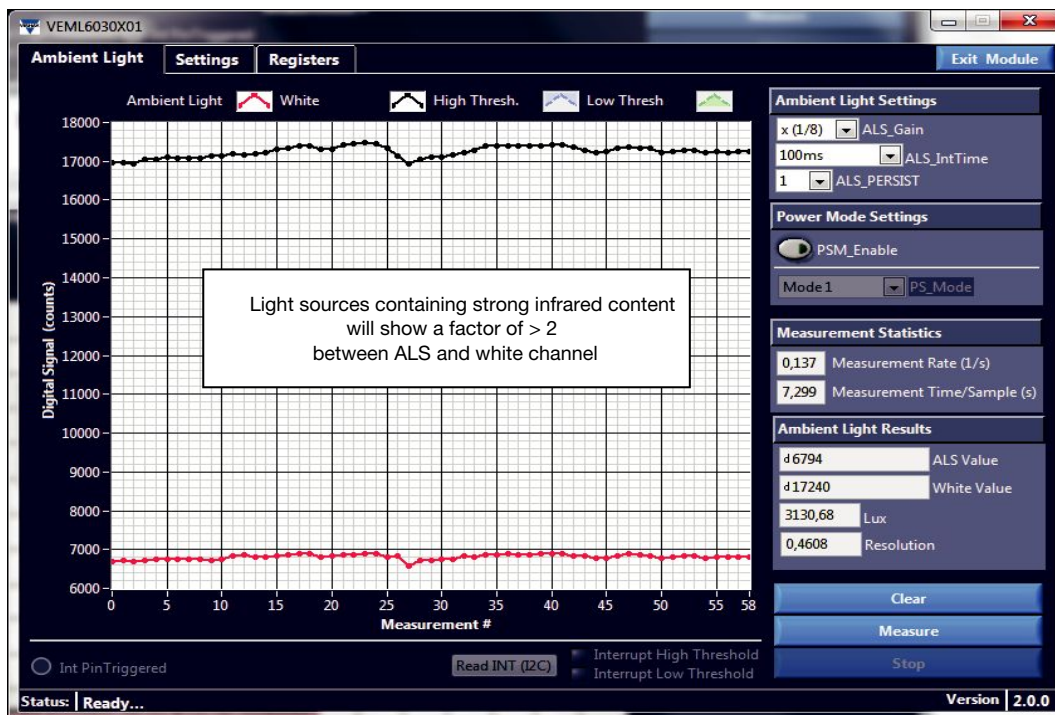 VEML6030X01
Ambient Light Settings Registers Exit Module
Ambient Light White High Thresh. Low Thresh
18000
17000
16000
15000
14000
13000
12000
11000
10000
9000
8000
7000
6000
Digital Signal (counts)
0 5 10 15 20 25 30 35 40 45 50 55 58
Measurement #
Light sources containing strong infrared content
will show a factor of > 2
between ALS and white channel
Ambient Light Settings
x (1/8) ALS_Gain
100ms ALS_IntTime
1 ALS_PERSIST
Power Mode Settings
PSM_Enable
Mode1 PS_Mode
Measurement Statistics
0,137 Measurement Rate (1/s)
7,299 Measurement Time/Sample (s)
Ambient Light Results
d 6794 ALS Value
d 17240 White Value
3130,68 Lux
0,4608 Resolution
Clear
Measure
Stop
Int PinTriggered
Read INT (I2C)
Interrupt High Threshold
Interrupt Low Threshold
Status: Ready...
Version 2.0.0